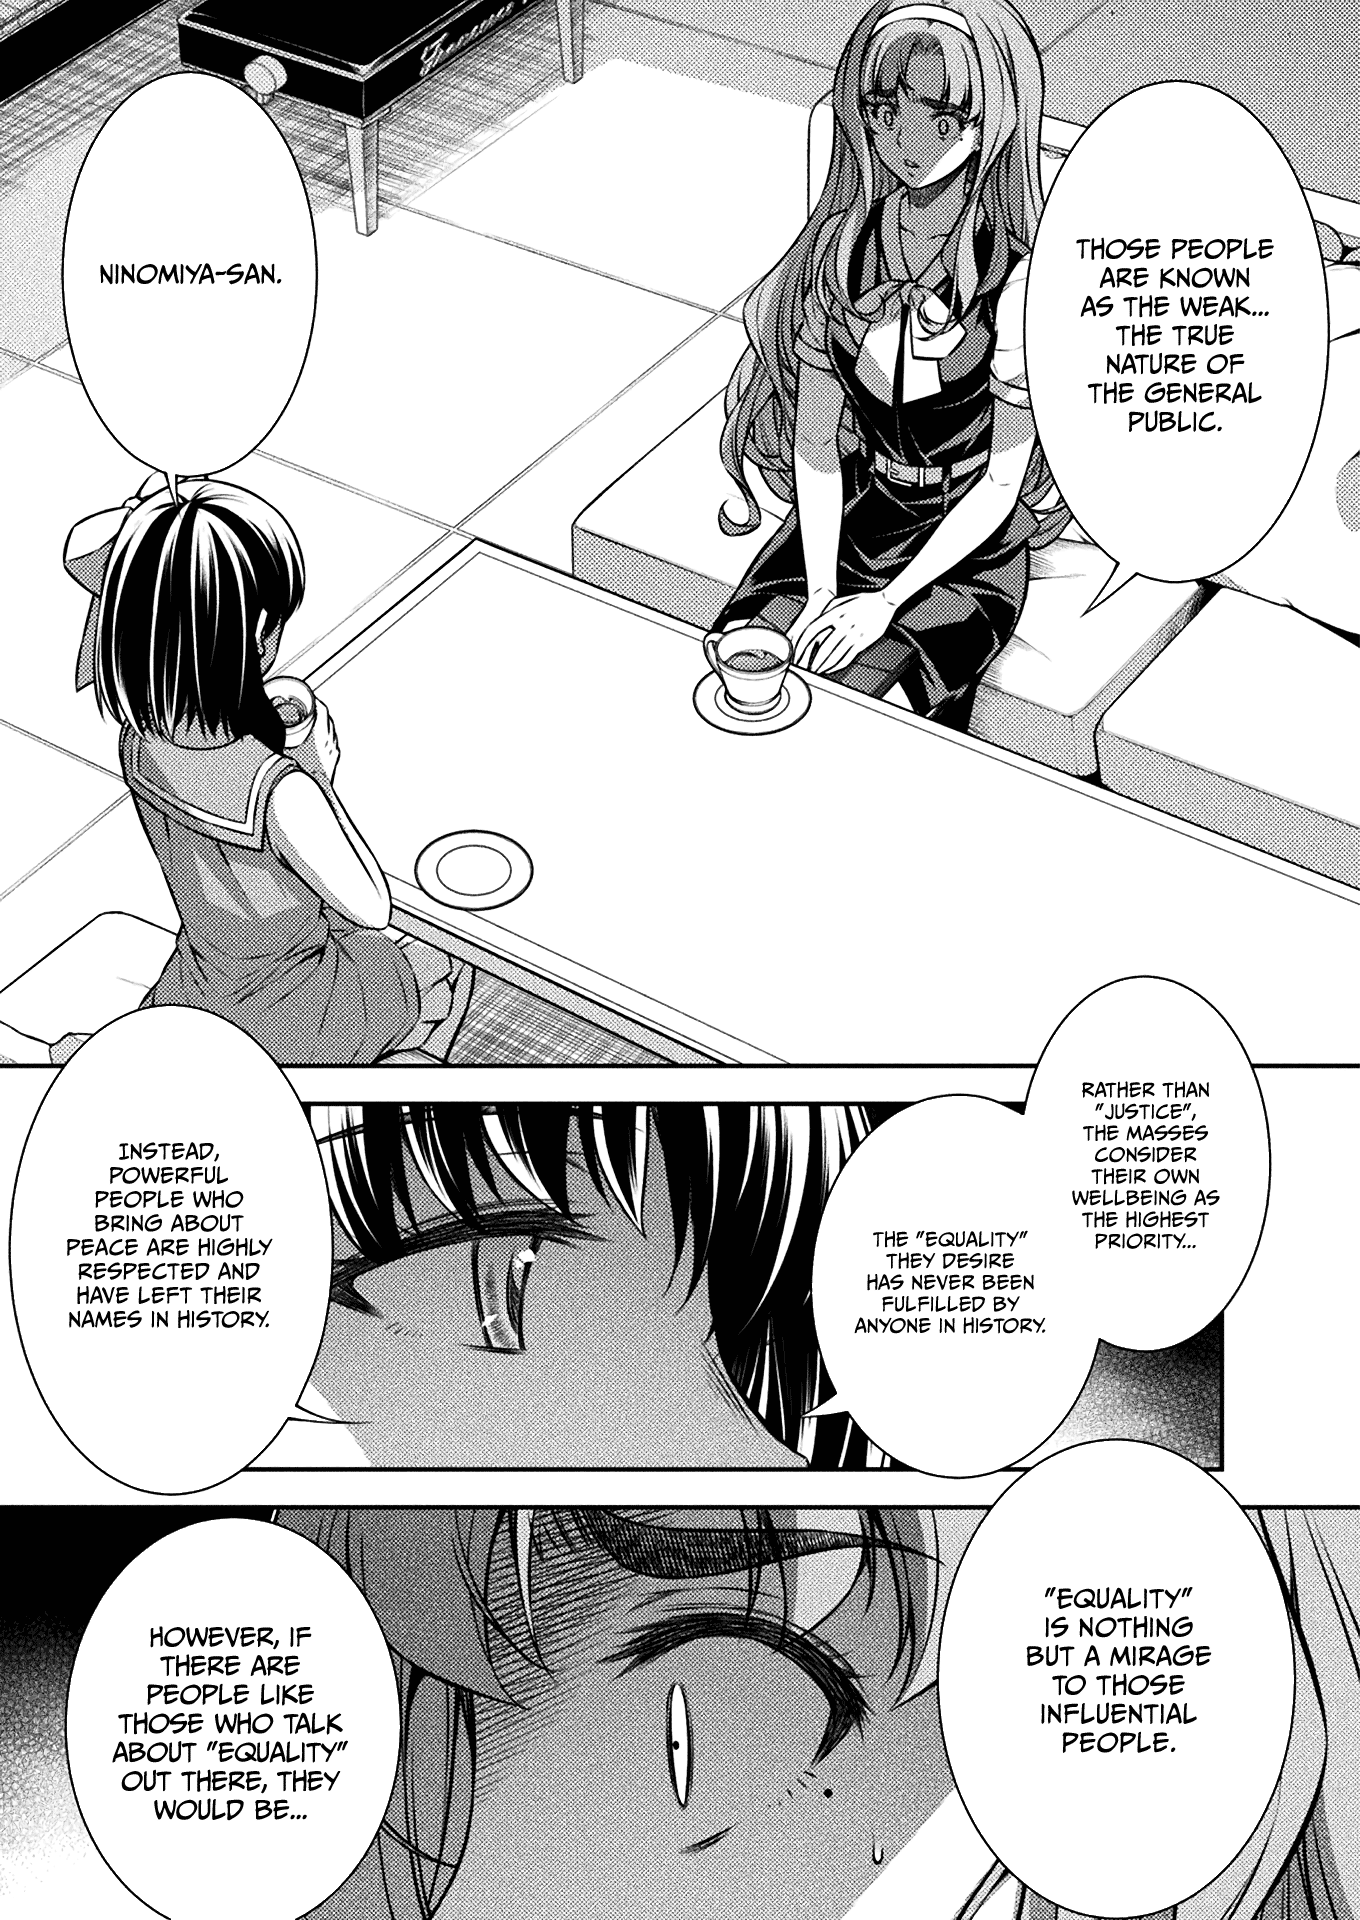 THOSE PEOPLE
ARE KNOWN
AS THE WEAK...
THE TRUE
NATURE OF
THE GENERAL
PUBLIC.
NINOMIYA-SAN.
RATHER THAN
"JUSTICE",
THE MASSES
CONSIDER
THEIR OWN
WELLBEING AS
THE HIGHEST
PRIORITY...
THE "EQUALITY"
THEY DESIRE
HAS NEVER BEEN
FULFILLED BY
ANYONE IN HISTORY.
INSTEAD,
POWERFUL
PEOPLE WHO
BRING ABOUT
PEACE ARE HIGHLY
RESPECTED AND
HAVE LEFT THEIR
NAMES IN HISTORY.
"EQUALITY"
IS NOTHING
BUT A MIRAGE
TO THOSE
INFLUENTIAL
PEOPLE.
HOWEVER, IF
THERE ARE
PEOPLE LIKE
THOSE WHO TALK
ABOUT "EQUALITY"
OUT THERE, THEY
WOULD BE...